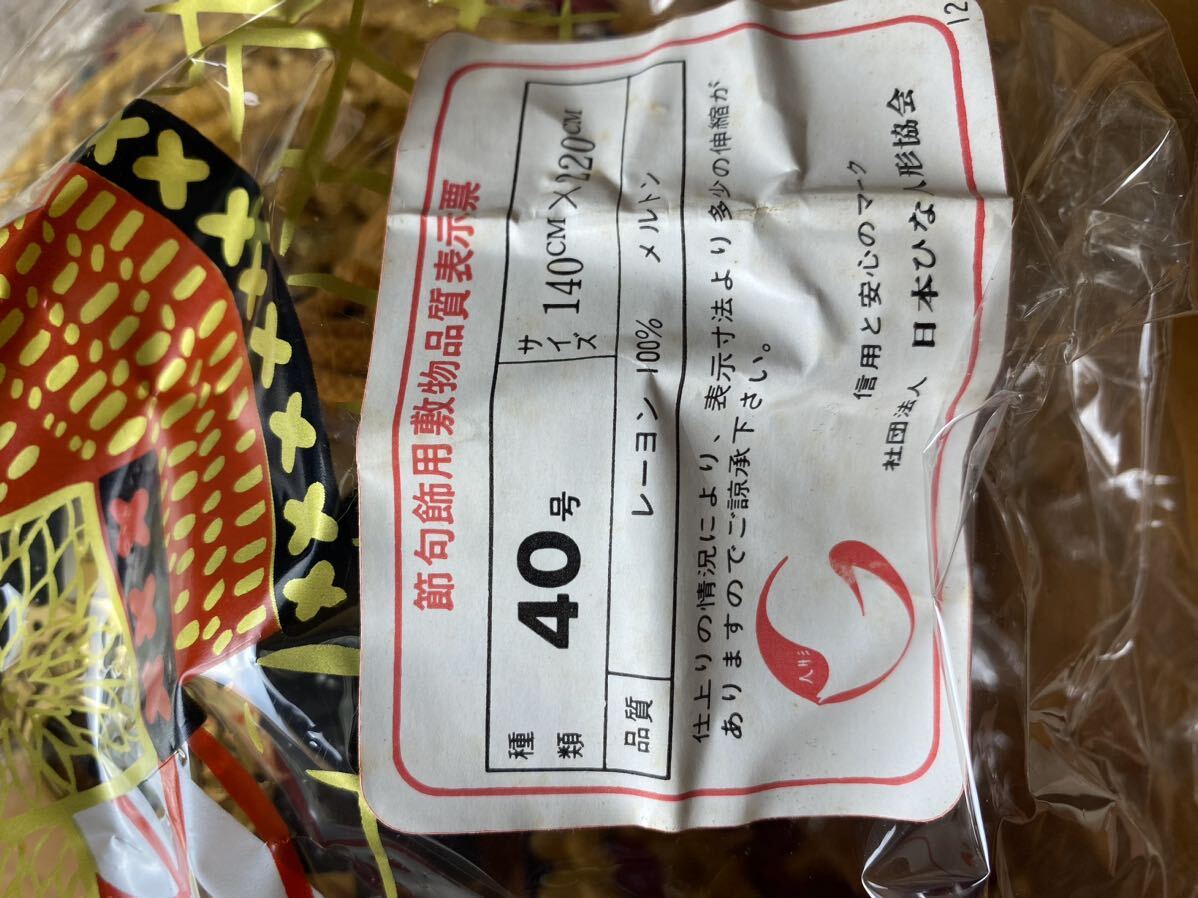 節句飾用敷物品質表示票
種類 40号 サイズ 140CM×220CM
品質 レーヨン 100% メルトン
仕上りの情況により、表示寸法より多少の伸縮が
ありますのでご諒承下さい。
人形
信用と安心のマーク
社団法人 日本ひな人形協会
12